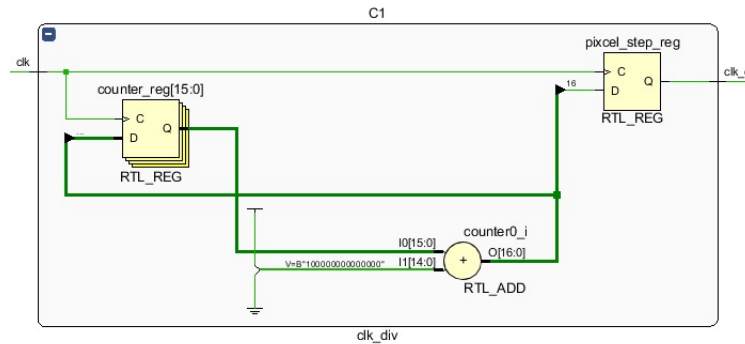 C1
pixcel_step_reg
clk
C
Q
D
16
RTL_REG
counter_reg[15:0]
C
Q
D
RTL_REG
counter0_i
I0[15:0]
O[16:0]
+
V=B"100000000000000"
I1[14:0]
RTL_ADD
clk_div